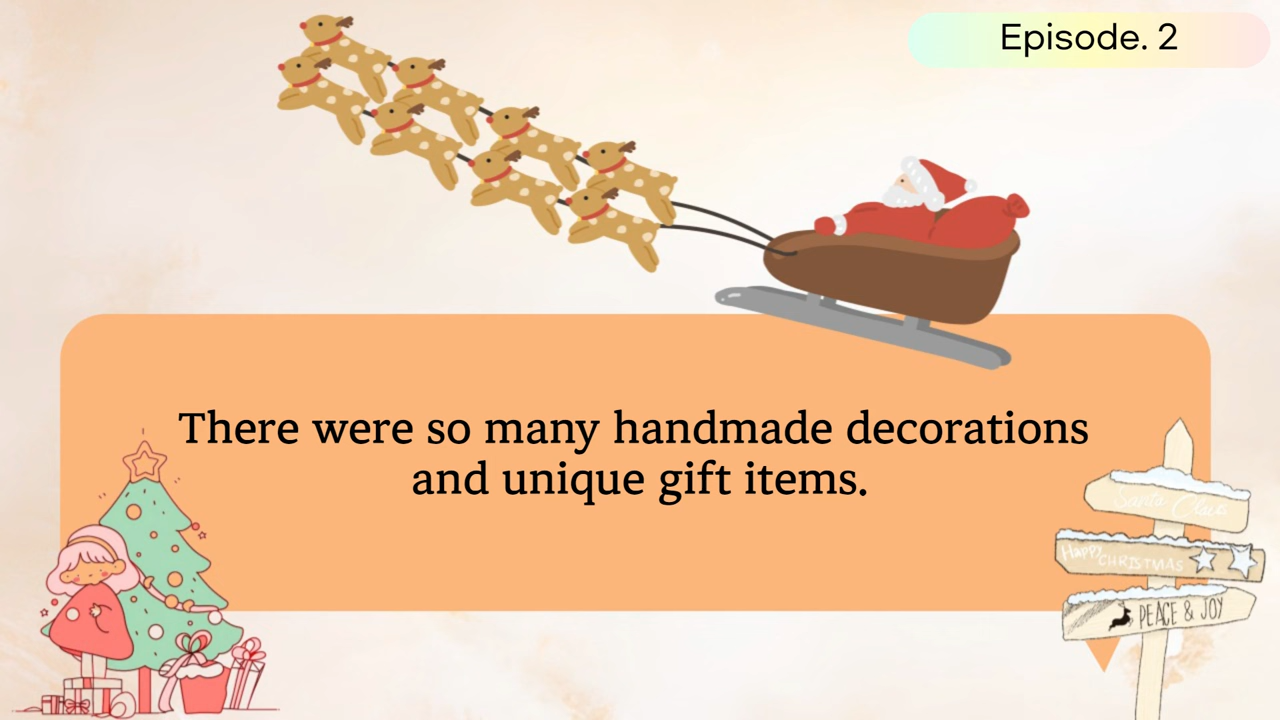 Episode. 2
There were so many handmade decorations
and unique gift items.
Santa Claus
Happy
CHRISTMAS
PEACE & JOY